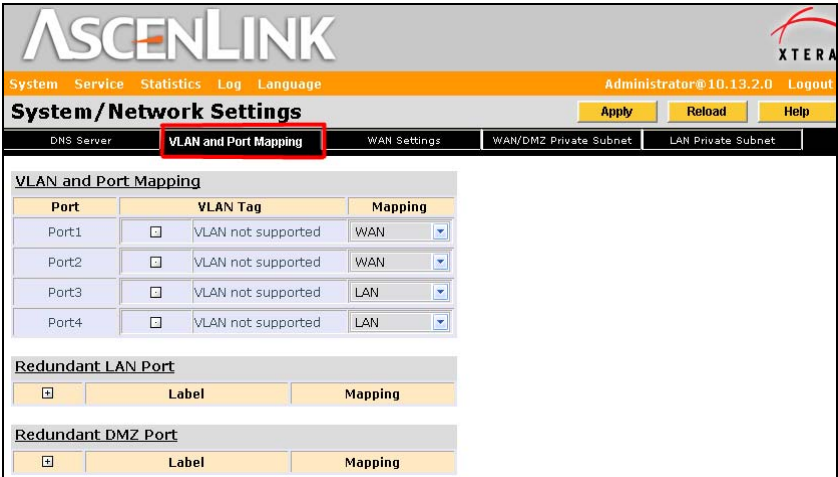 ASCENLINK
XTERA
System Service Statistics Log Language Administrator@10.13.2.0 Logout
System/Network Settings Apply Reload Help
DNS Server VLAN and Port Mapping WAN Settings WAN/DMZ Private Subnet LAN Private Subnet
VLAN and Port Mapping
Port VLAN Tag Mapping
Port1 VLAN not supported WAN
Port2 VLAN not supported WAN
Port3 VLAN not supported LAN
Port4 VLAN not supported LAN
Redundant LAN Port
+ Label Mapping
Redundant DMZ Port
+ Label Mapping